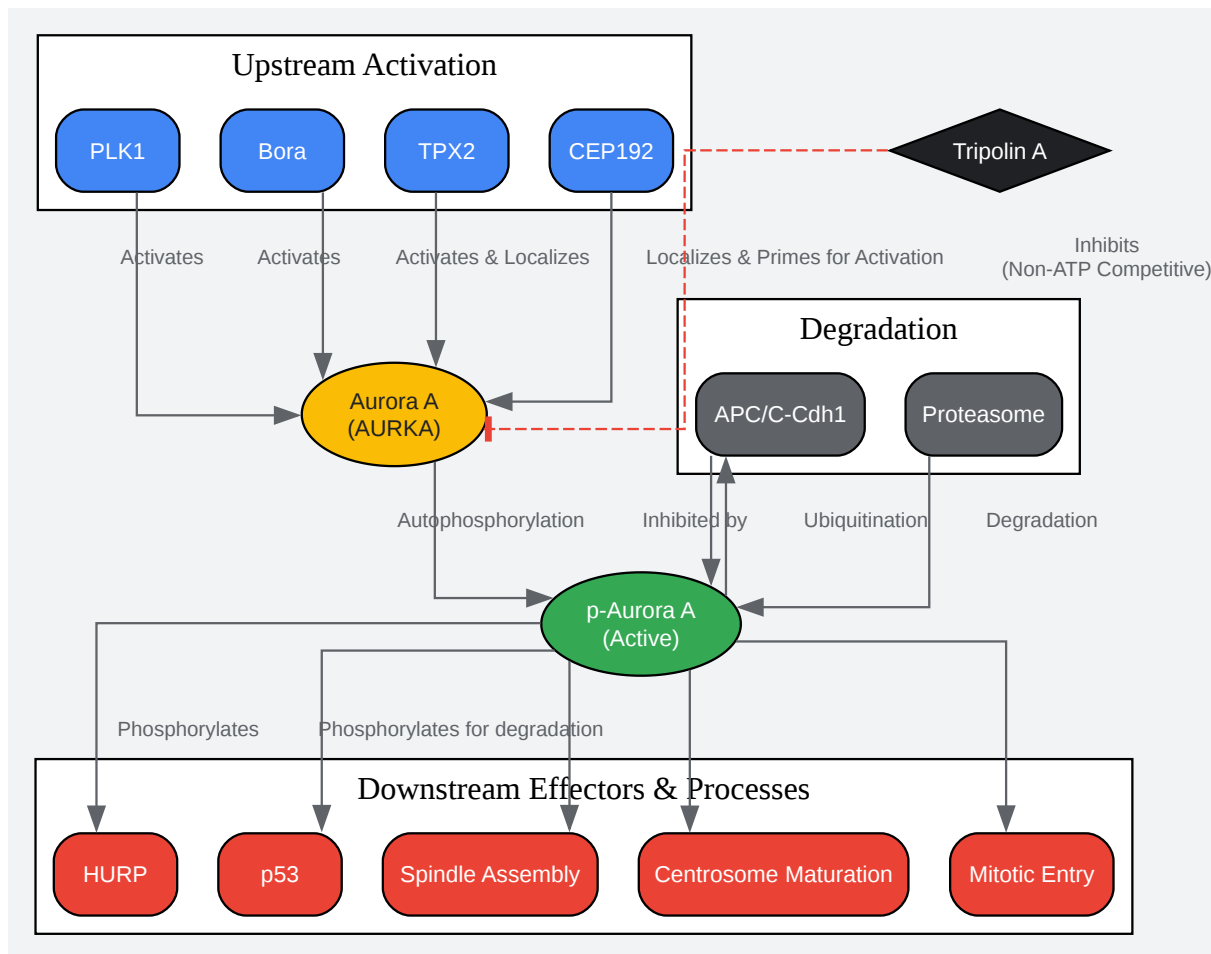 Upstream Activation
PLK1
Bora
TPX2
CEP192
Tripolin A
Activates
Activates
Activates & Localizes
Localizes & Primes for Activation
Inhibits
(Non-ATP Competitive)
Degradation
Aurora A
(AURKA)
APC/C-Cdh1
Proteasome
Autophosphorylation
Inhibited by
Ubiquitination
Degradation
p-Aurora A
(Active)
Phosphorylates
Phosphorylates for degradation
Downstream Effectors & Processes
HURP
p53
Spindle Assembly
Centrosome Maturation
Mitotic Entry